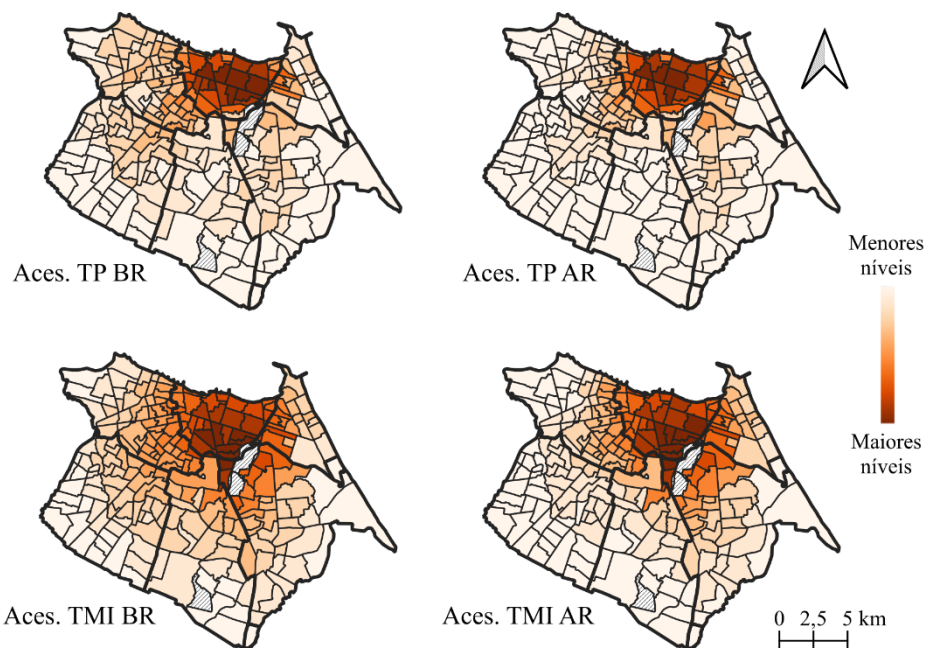 Aces. TP BR
Aces. TP AR
Menores
níveis
Maiores
níveis
Aces. TMI BR
Aces. TMI AR
0 2,5 5 km